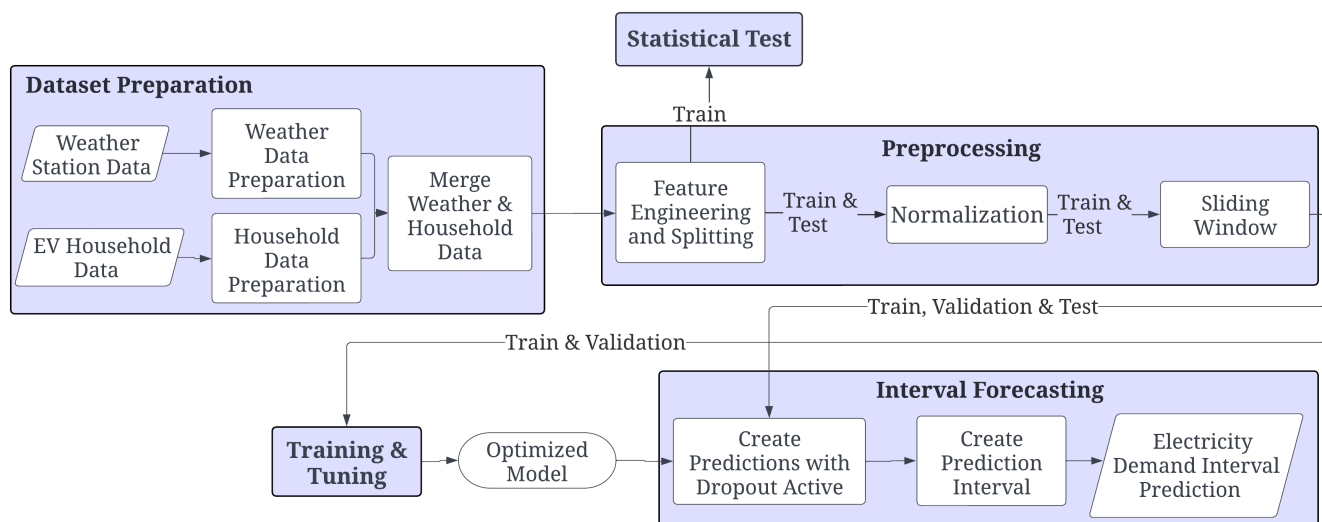 Statistical Test
Train
Dataset Preparation
Weather
Station Data
Weather
Data
Preparation
EV Household
Data
Household
Data
Preparation
Merge
Weather &
Household
Data
Preprocessing
Feature
Engineering
and Splitting
Train &
Test
Normalization
Train &
Test
Sliding
Window
Train, Validation & Test
Train & Validation
Training &
Tuning
Optimized
Model
Interval Forecasting
Create
Predictions with
Dropout Active
Create
Prediction
Interval
Electricity
Demand Interval
Prediction